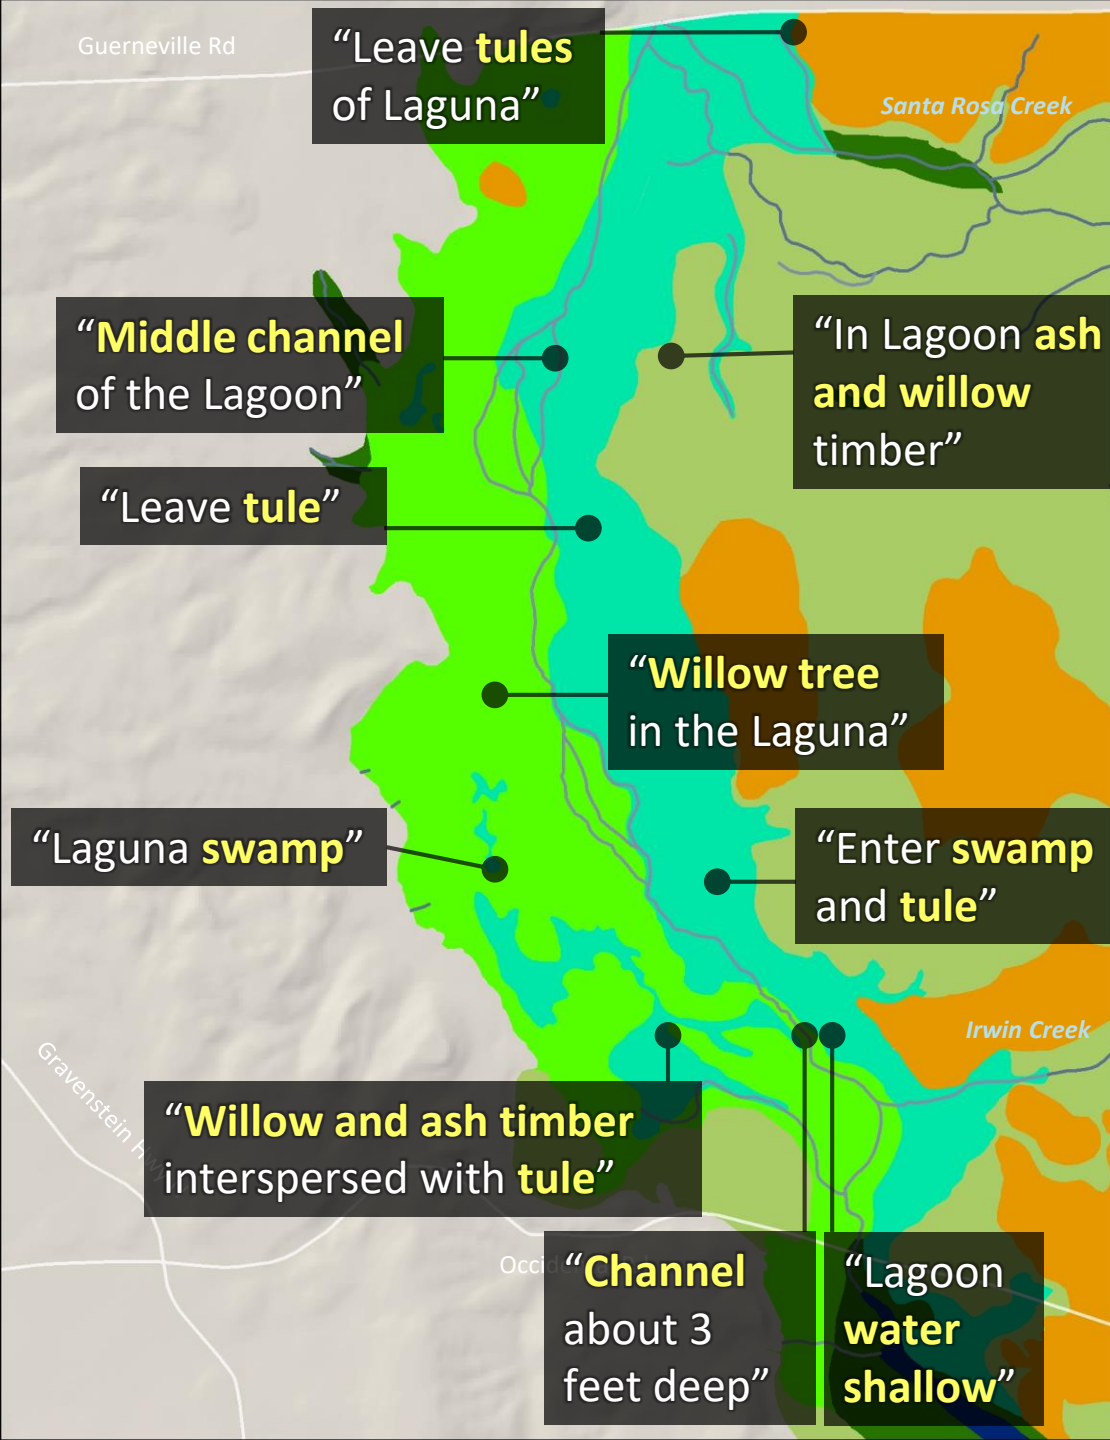 Guerneville Rd
“Leave tules
of Laguna”
Santa Rosa Creek
“Middle channel
of the Lagoon”
“In Lagoon ash
and willow
timber”
“Leave tule”
“Willow tree
in the Laguna”
“Laguna swamp”
“Enter swamp
and tule”
Irwin Creek
Gravenstein Hwy
“Willow and ash timber
interspersed with tule”
“Channel
about 3
feet deep”
“Lagoon
water
shallow”